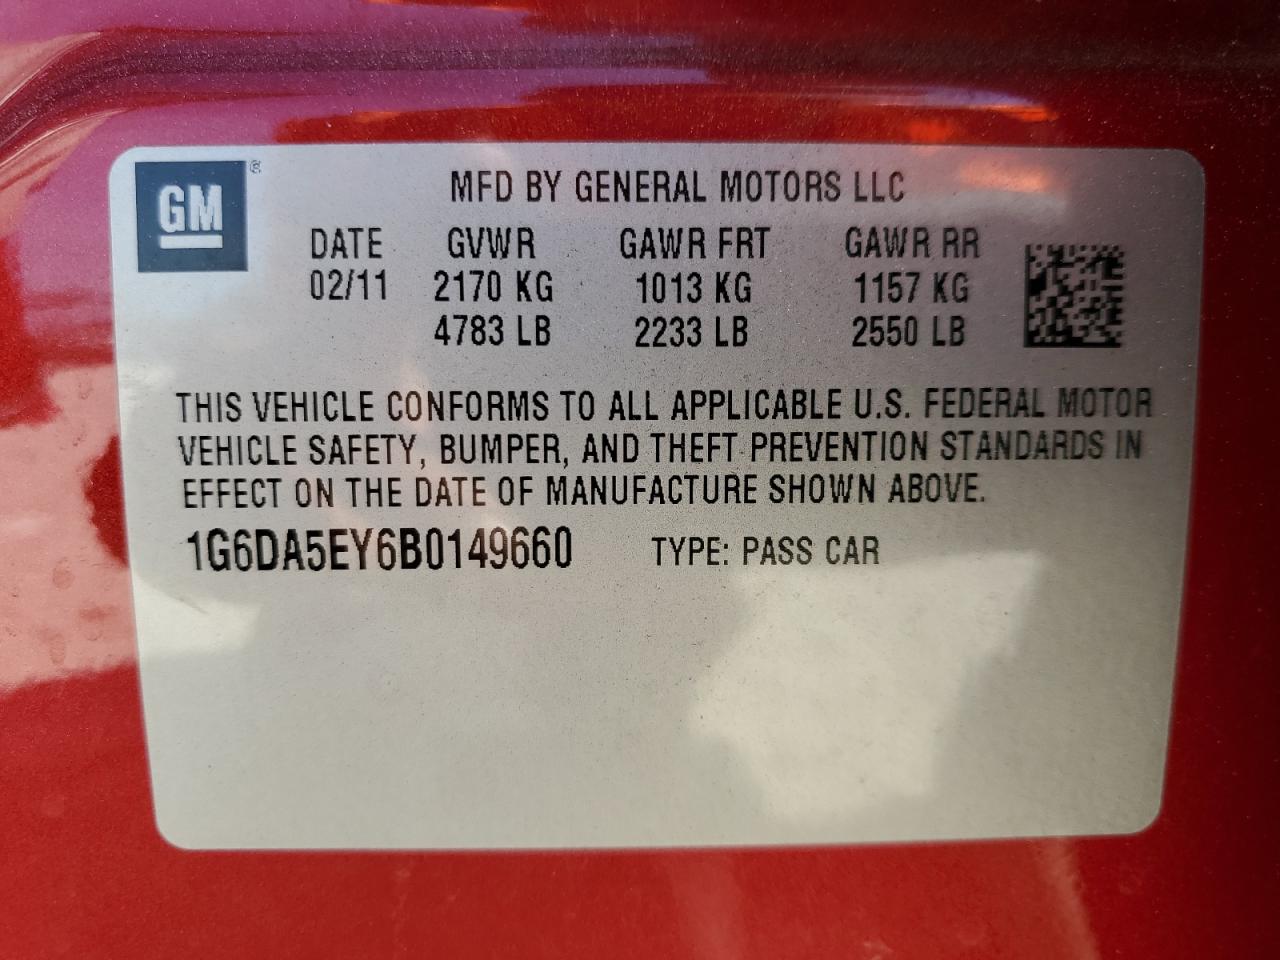 GM ®
MFD BY GENERAL MOTORS LLC
DATE GVWR GAWR FRT GAWR RR
02/11 2170 KG 1013 KG 1157 KG
4783 LB 2233 LB 2550 LB
THIS VEHICLE CONFORMS TO ALL APPLICABLE U.S. FEDERAL MOTOR
VEHICLE SAFETY, BUMPER, AND THEFT PREVENTION STANDARDS IN
EFFECT ON THE DATE OF MANUFACTURE SHOWN ABOVE.
1G6DA5EY6B0149660 TYPE: PASS CAR